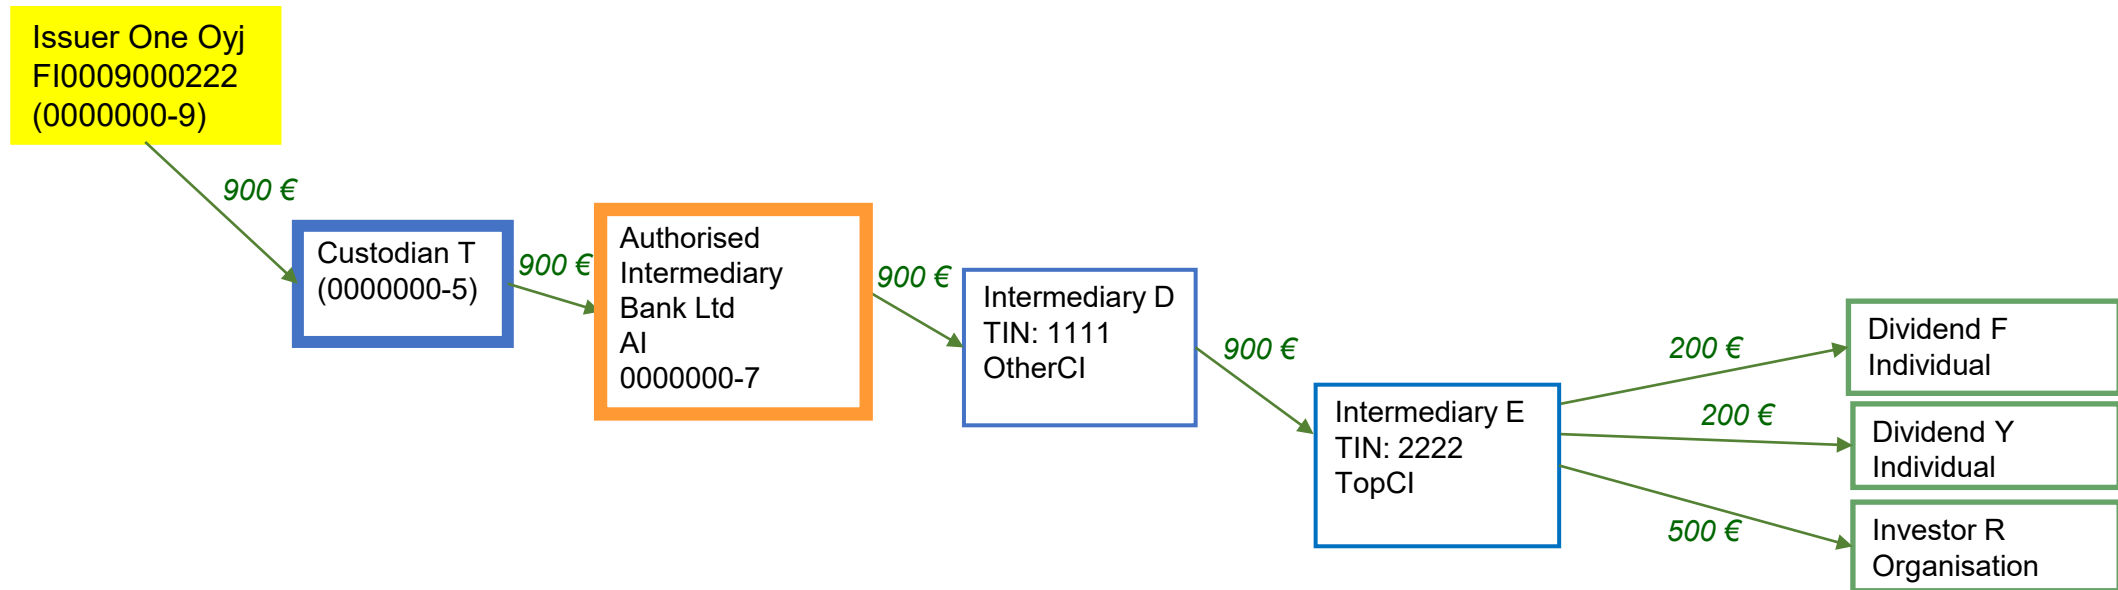 Issuer One Oyj
FI0009000222
(0000000-9)
900 €
Custodian T
(0000000-5)
900 €
Authorised
Intermediary
Bank Ltd
AI
0000000-7
900 €
Intermediary D
TIN: 1111
OtherCI
900 €
Intermediary E
TIN: 2222
TopCI
200 €
Dividend F
Individual
200 €
Dividend Y
Individual
500 €
Investor R
Organisation